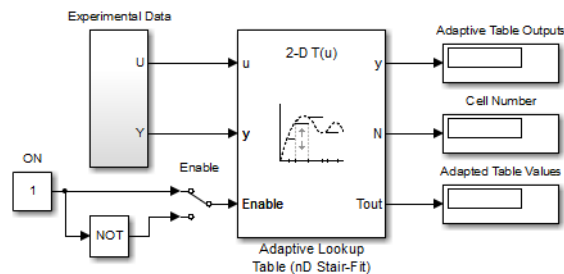 Experimental Data
U
Y
ON
1
NOT
Enable
2-D T(u)
u
y
Enable
y
N
Tout
Adaptive Lookup
Table (nD Stair-Fit)
Adaptive Table Outputs
Cell Number
Adapted Table Values